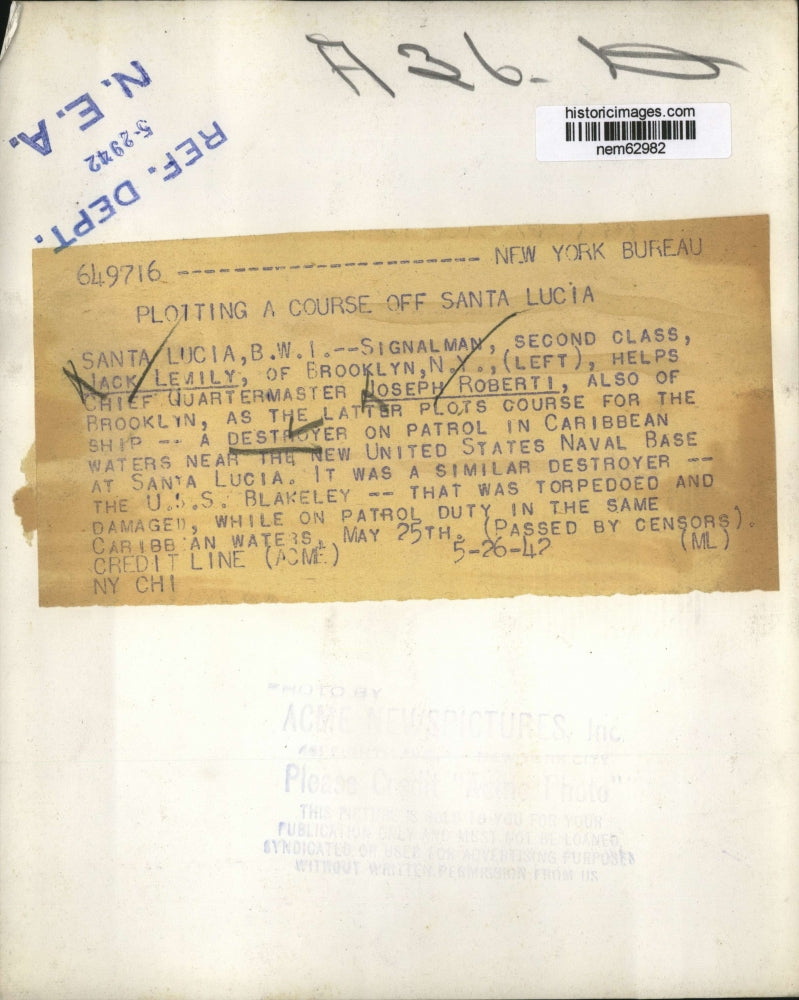 A 36.
historicimages.com
nem62982
N. E. A.
5-2942
REF. DEPT.
649716 --------------------- NEW YORK BUREAU
PLOTTING A COURSE OFF SANTA LUCIA
SANTA LUCIA, B.W.I.--SIGNALMAN, SECOND CLASS,
JACK LEMILY, OF BROOKLYN, N.Y., (LEFT), HELPS
CHIEF QUARTERMASTER JOSEPH ROBERTI, ALSO OF
BROOKLYN, AS THE LATTER PLOTS COURSE FOR THE
SHIP -- A DESTROYER ON PATROL IN CARIBBEAN
WATERS NEAR THE NEW UNITED STATES NAVAL BASE
AT SANTA LUCIA. IT WAS A SIMILAR DESTROYER --
THE U.S.S. BLAKELEY -- THAT WAS TORPEDOED AND
DAMAGED, WHILE ON PATROL DUTY IN THE SAME
CARIBBEAN WATERS, MAY 25TH. (PASSED BY CENSORS).
CREDIT LINE (ACME) 5-26-42 (ML)
NY CHI
PHOTO BY
ACME NEWSPICTURES, Inc.
NEW YORK CITY
Please Credit "Acme Photo"
THIS PICTURE IS SOLD TO YOU FOR YOUR
PUBLICATION ONLY AND MUST NOT BE LOANED
SYNDICATED OR USED FOR ADVERTISING PURPOSES
WITHOUT WRITTEN PERMISSION FROM US